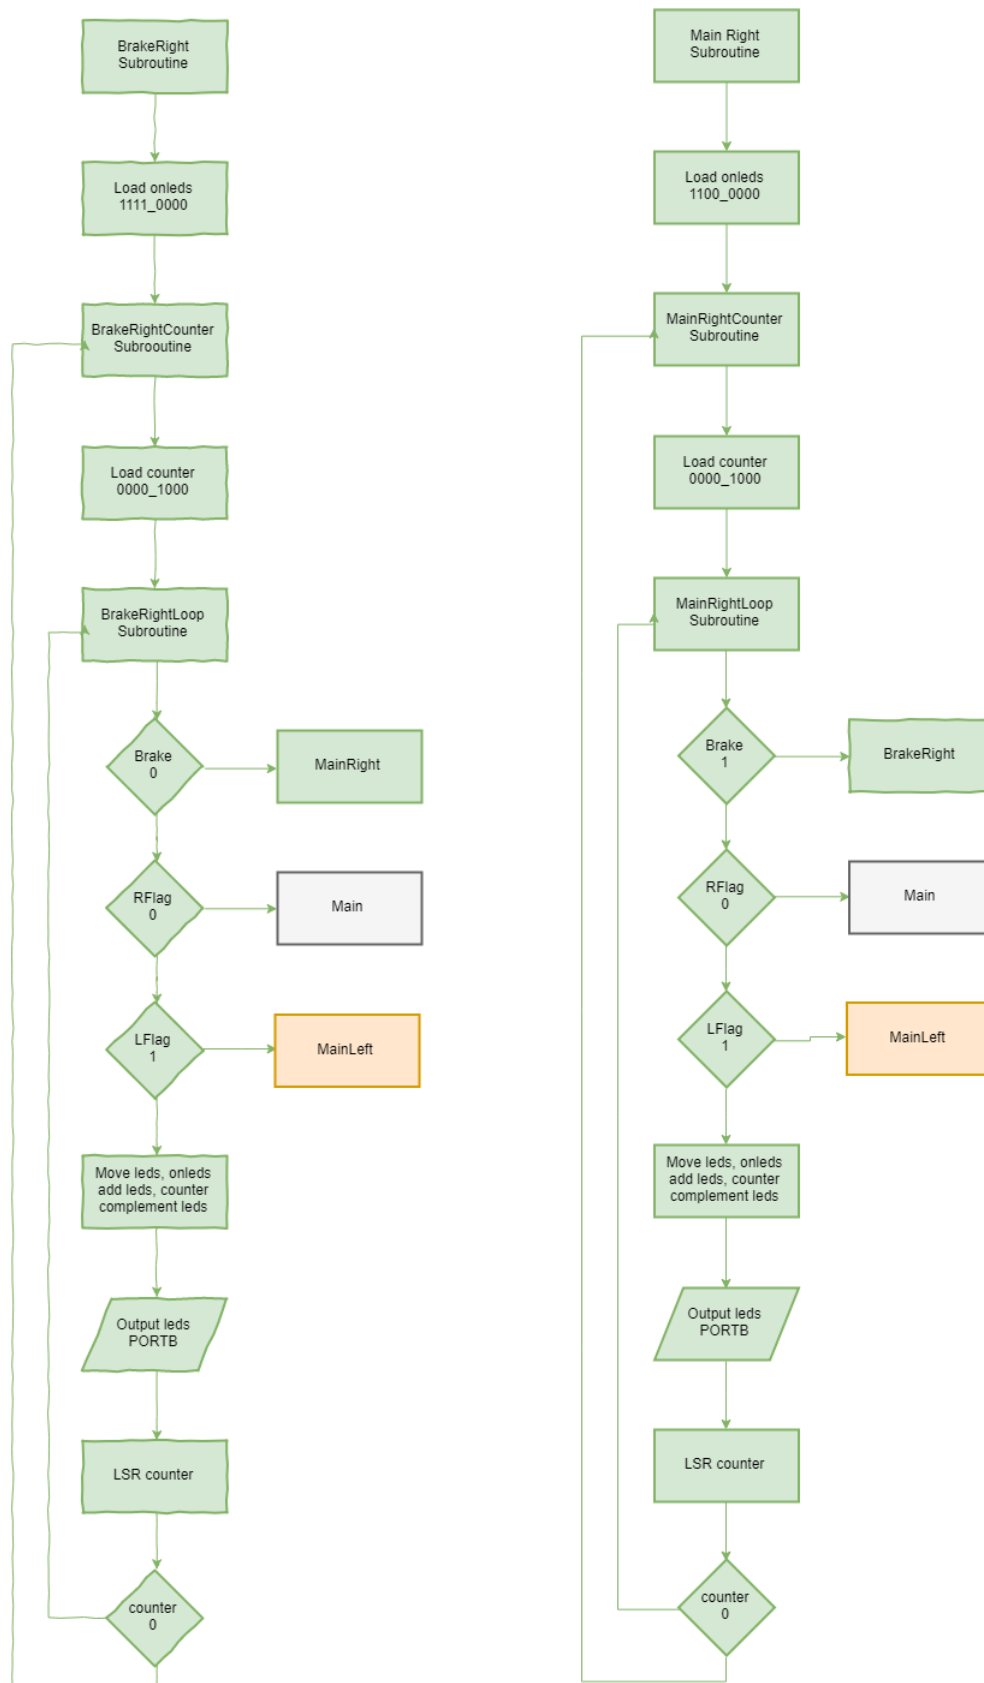 BrakeRight
Subroutine
Load onleds
1111_0000
BrakeRightCounter
Subrooutine
Load counter
0000_1000
BrakeRightLoop
Subroutine
Brake
0
MainRight
RFlag
0
Main
LFlag
1
MainLeft
Move leds, onleds
add leds, counter
complement leds
Output leds
PORTB
LSR counter
counter
0
Main Right
Subroutine
Load onleds
1100_0000
MainRightCounter
Subroutine
Load counter
0000_1000
MainRightLoop
Subroutine
Brake
1
BrakeRight
RFlag
0
Main
LFlag
1
MainLeft
Move leds, onleds
add leds, counter
complement leds
Output leds
PORTB
LSR counter
counter
0